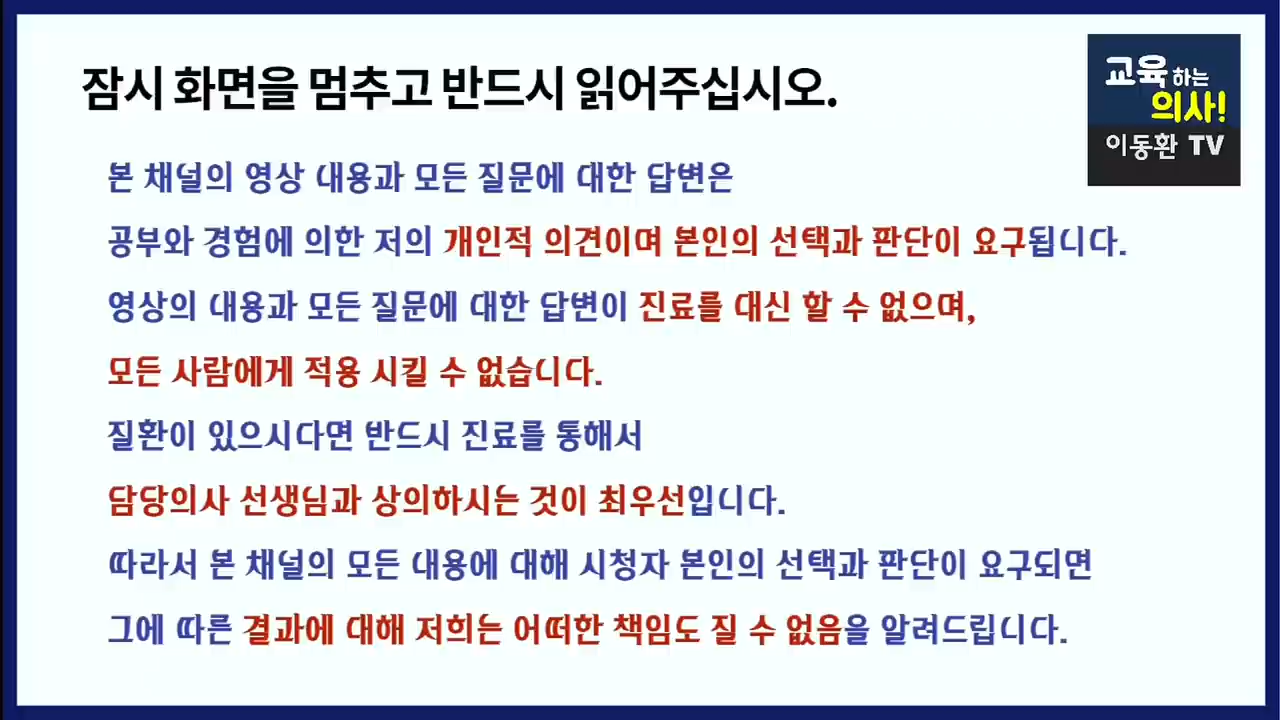 잠시 화면을 멈추고 반드시 읽어주십시오.
교육 하는
의사!
이동환 TV
본 채널의 영상 내용과 모든 질문에 대한 답변은
공부와 경험에 의한 저의 개인적 의견이며 본인의 선택과 판단이 요구됩니다.
영상의 내용과 모든 질문에 대한 답변이 진료를 대신 할 수 없으며,
모든 사람에게 적용 시킬 수 없습니다.
질환이 있으시다면 반드시 진료를 통해서
담당의사 선생님과 상의하시는 것이 최우선입니다.
따라서 본 채널의 모든 내용에 대해 시청자 본인의 선택과 판단이 요구되면
그에 따른 결과에 대해 저희는 어떠한 책임도 질 수 없음을 알려드립니다.